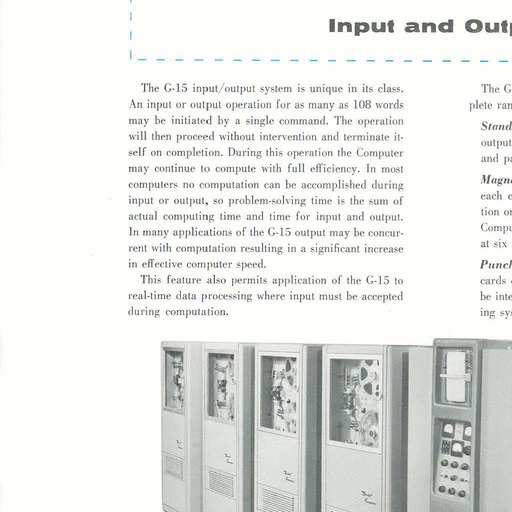 Input and Outp
The G-15 input/output system is unique in its class.
An input or output operation for as many as 108 words
may be initiated by a single command. The operation
will then proceed without intervention and terminate it-
self on completion. During this operation the Computer
may continue to compute with full efficiency. In most
computers no computation can be accomplished during
input or output, so problem-solving time is the sum of
actual computing time and time for input and output.
In many applications of the G-15 output may be concur-
rent with computation resulting in a significant increase
in effective computer speed.
This feature also permits application of the G-15 to
real-time data processing where input must be accepted
during computation.
The G
plete ran
Stand
output
and pa
Magn
each c
tion or
Compu
at six
Punch
cards
be inte
ing sys